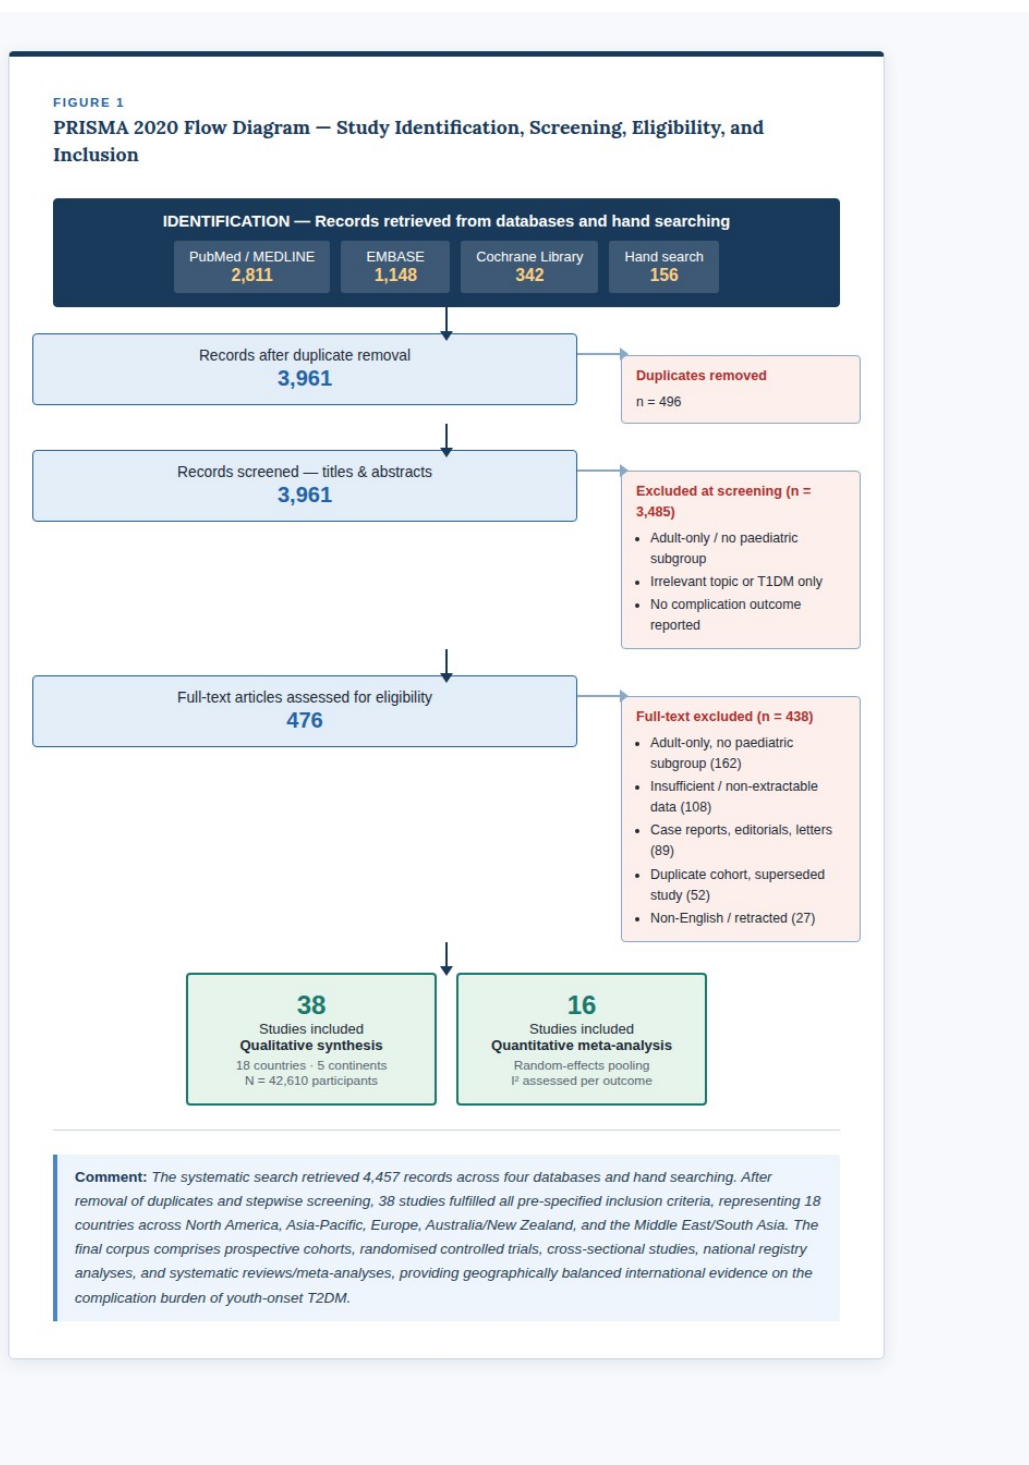 FIGURE 1
PRISMA 2020 Flow Diagram — Study Identification, Screening, Eligibility, and
Inclusion
IDENTIFICATION — Records retrieved from databases and hand searching
PubMed / MEDLINE
2,811
EMBASE
1,148
Cochrane Library
342
Hand search
156
Records after duplicate removal
3,961
Duplicates removed
n = 496
Records screened — titles & abstracts
3,961
Excluded at screening (n =
3,485)
• Adult-only / no paediatric
subgroup
• Irrelevant topic or T1DM only
• No complication outcome
reported
Full-text articles assessed for eligibility
476
Full-text excluded (n = 438)
• Adult-only, no paediatric
subgroup (162)
• Insufficient / non-extractable
data (108)
• Case reports, editorials, letters
(89)
• Duplicate cohort, superseded
study (52)
• Non-English / retracted (27)
38
Studies included
Qualitative synthesis
18 countries · 5 continents
N = 42,610 participants
16
Studies included
Quantitative meta-analysis
Random-effects pooling
I² assessed per outcome
Comment: The systematic search retrieved 4,457 records across four databases and hand searching. After
removal of duplicates and stepwise screening, 38 studies fulfilled all pre-specified inclusion criteria, representing 18
countries across North America, Asia-Pacific, Europe, Australia/New Zealand, and the Middle East/South Asia. The
final corpus comprises prospective cohorts, randomised controlled trials, cross-sectional studies, national registry
analyses, and systematic reviews/meta-analyses, providing geographically balanced international evidence on the
complication burden of youth-onset T2DM.